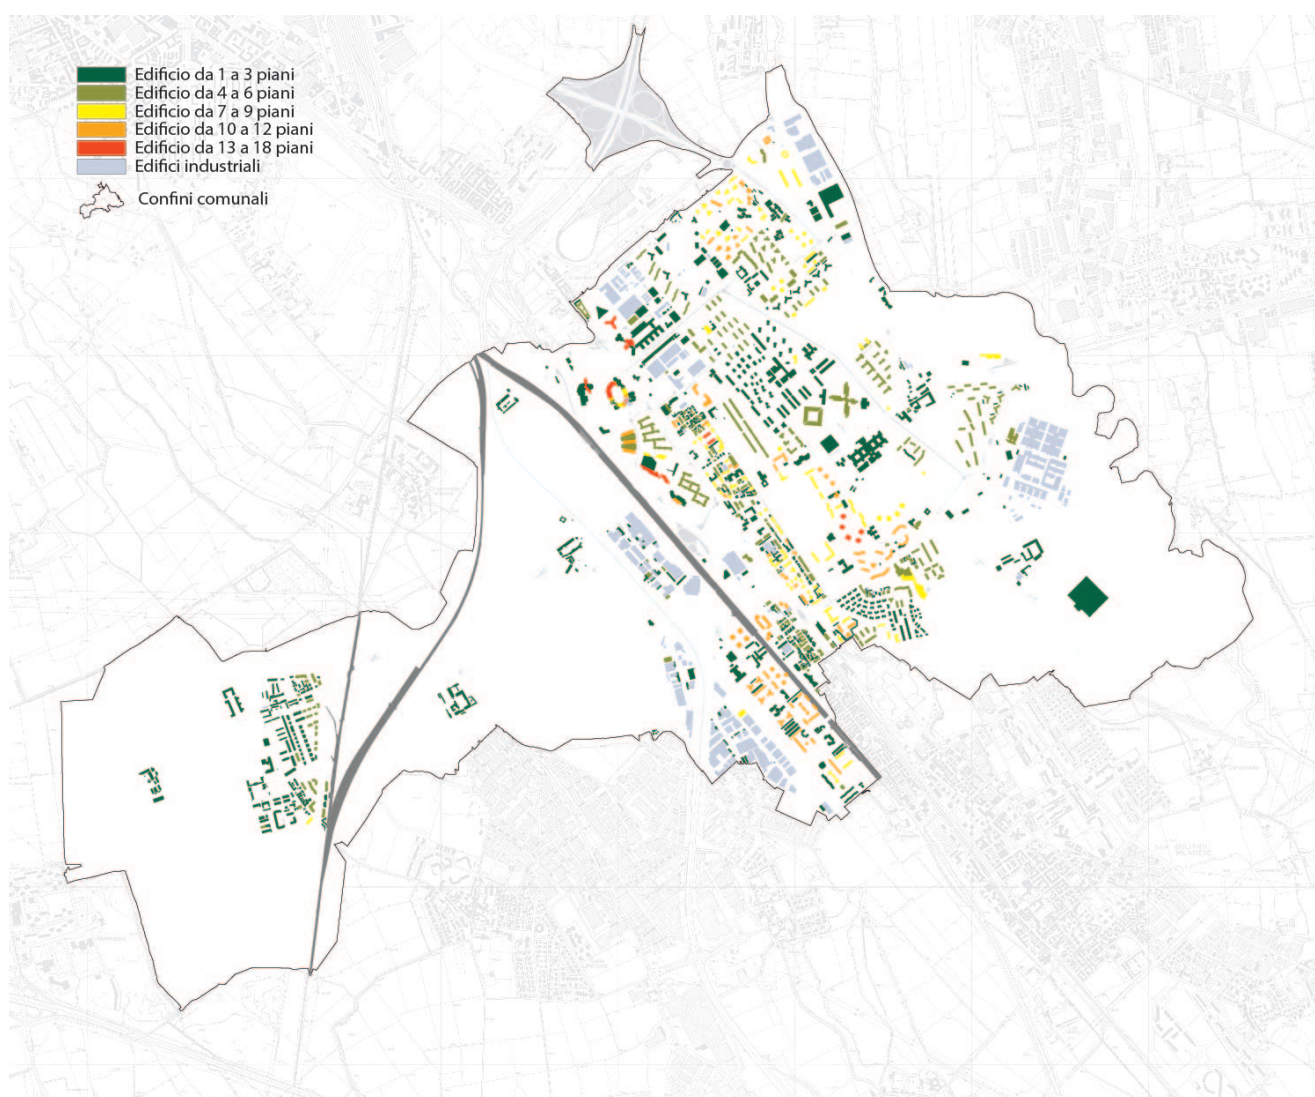 Edificio da 1 a 3 piani
Edificio da 4 a 6 piani
Edificio da 7 a 9 piani
Edificio da 10 a 12 piani
Edificio da 13 a 18 piani
Edifici industriali
Confini comunali